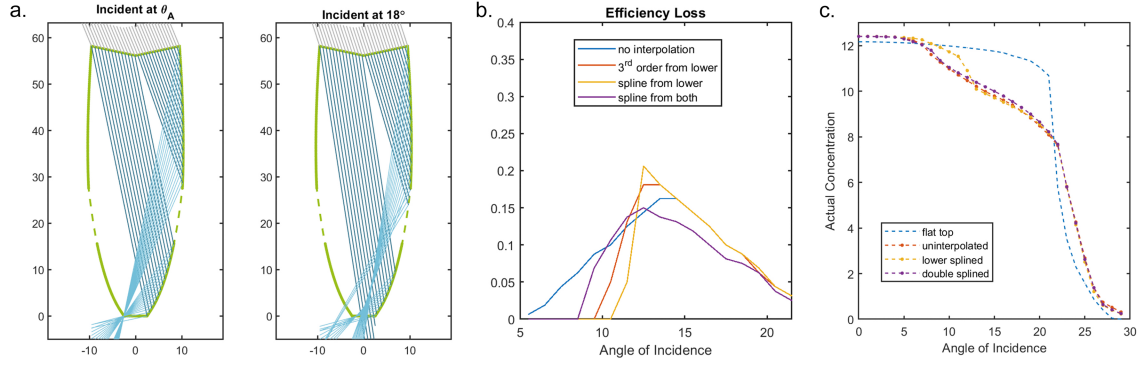 a.
Incident at θA
60
50
40
30
20
10
0
-10
0
10
Incident at 18°
60
50
40
30
20
10
0
-10
0
10
b.
Efficiency Loss
0.4
0.35
0.3
0.25
0.2
0.15
0.1
0.05
0
5
10
15
20
Angle of Incidence
no interpolation
3rd order from lower
spline from lower
spline from both
c.
Actual Concentration
12
10
8
6
4
2
0
0
5
10
15
20
25
30
Angle of Incidence
flat top
uninterpolated
lower splined
double splined